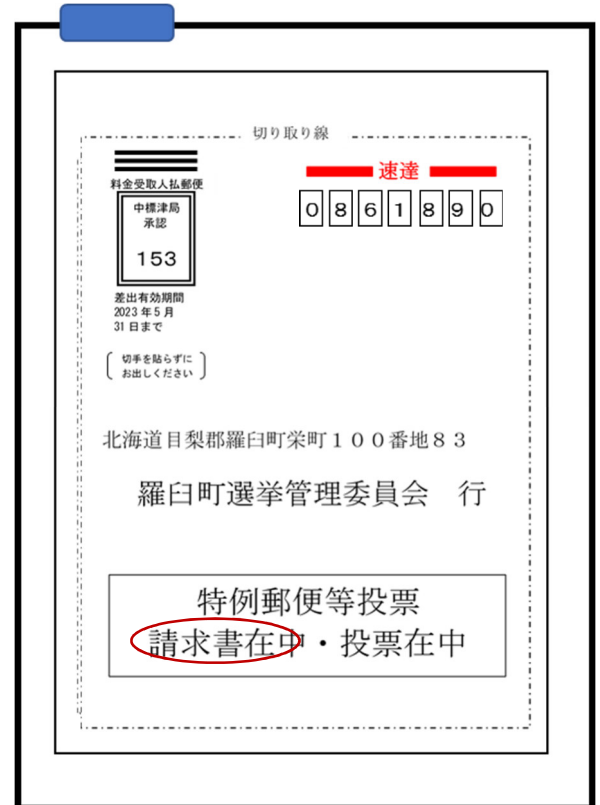 切り取り線
料金受取人払郵便
中標津局
承認
153
差出有効期間
2023年5月
31日まで
切手を貼らずに
お出しください
速達
0861890
北海道目梨郡羅臼町栄町100番地83
羅臼町選挙管理委員会 行
特例郵便等投票
請求書在中・投票在中